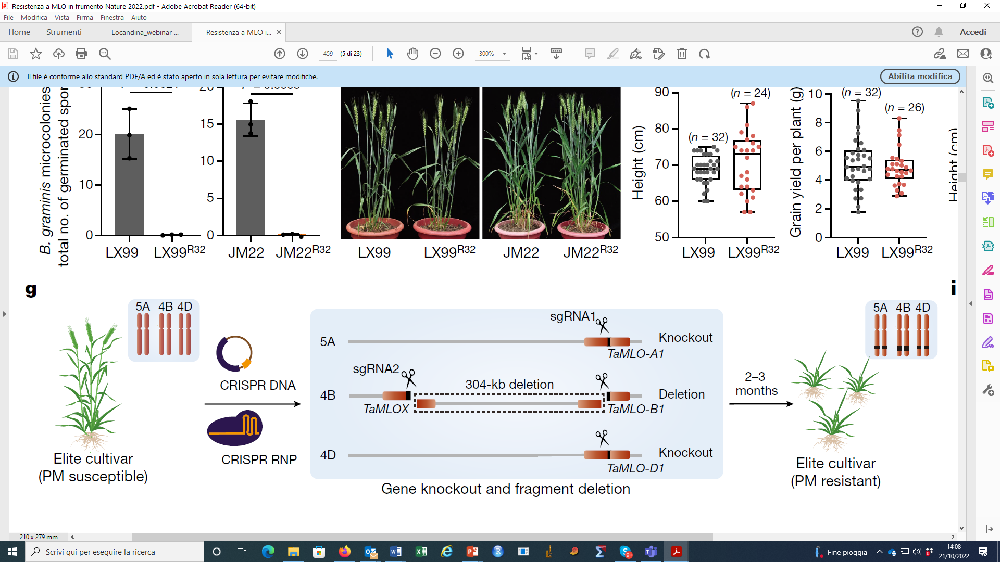 Resistenza a MLO in frumento Nature 2022.pdf - Adobe Acrobat Reader (64-bit)
File Modifica Vista Firma Finestra Aiuto
Home Strumenti Locandina_webinar ... Resistenza a MLO i... × Accedi
459 (5 di 23) 300%
Il file è conforme allo standard PDF/A ed è stato aperto in sola lettura per evitare modifiche. Abilita modifica
B. graminis microcolonies
total no. of germinated spor
20
10
0
LX99 LX99R32
20
15
10
5
0
JM22 JM22R32
LX99 LX99R32 JM22 JM22R32
Height (cm)
90
80
70
60
50
(n = 32)
(n = 24)
LX99 LX99R32
Grain yield per plant (g)
10
8
6
4
2
0
(n = 32)
(n = 26)
LX99 LX99R32
Height (cm)
g
5A 4B 4D
Elite cultivar
(PM susceptible)
CRISPR DNA
CRISPR RNP
sgRNA1
5A Knockout
TaMLO-A1
sgRNA2
304-kb deletion
4B Deletion
TaMLOX TaMLO-B1
4D Knockout
TaMLO-D1
Gene knockout and fragment deletion
2–3
months
i
5A 4B 4D
Elite cultivar
(PM resistant)
210 x 279 mm
Scrivi qui per eseguire la ricerca
9+
Fine pioggia
14:08
21/10/2022